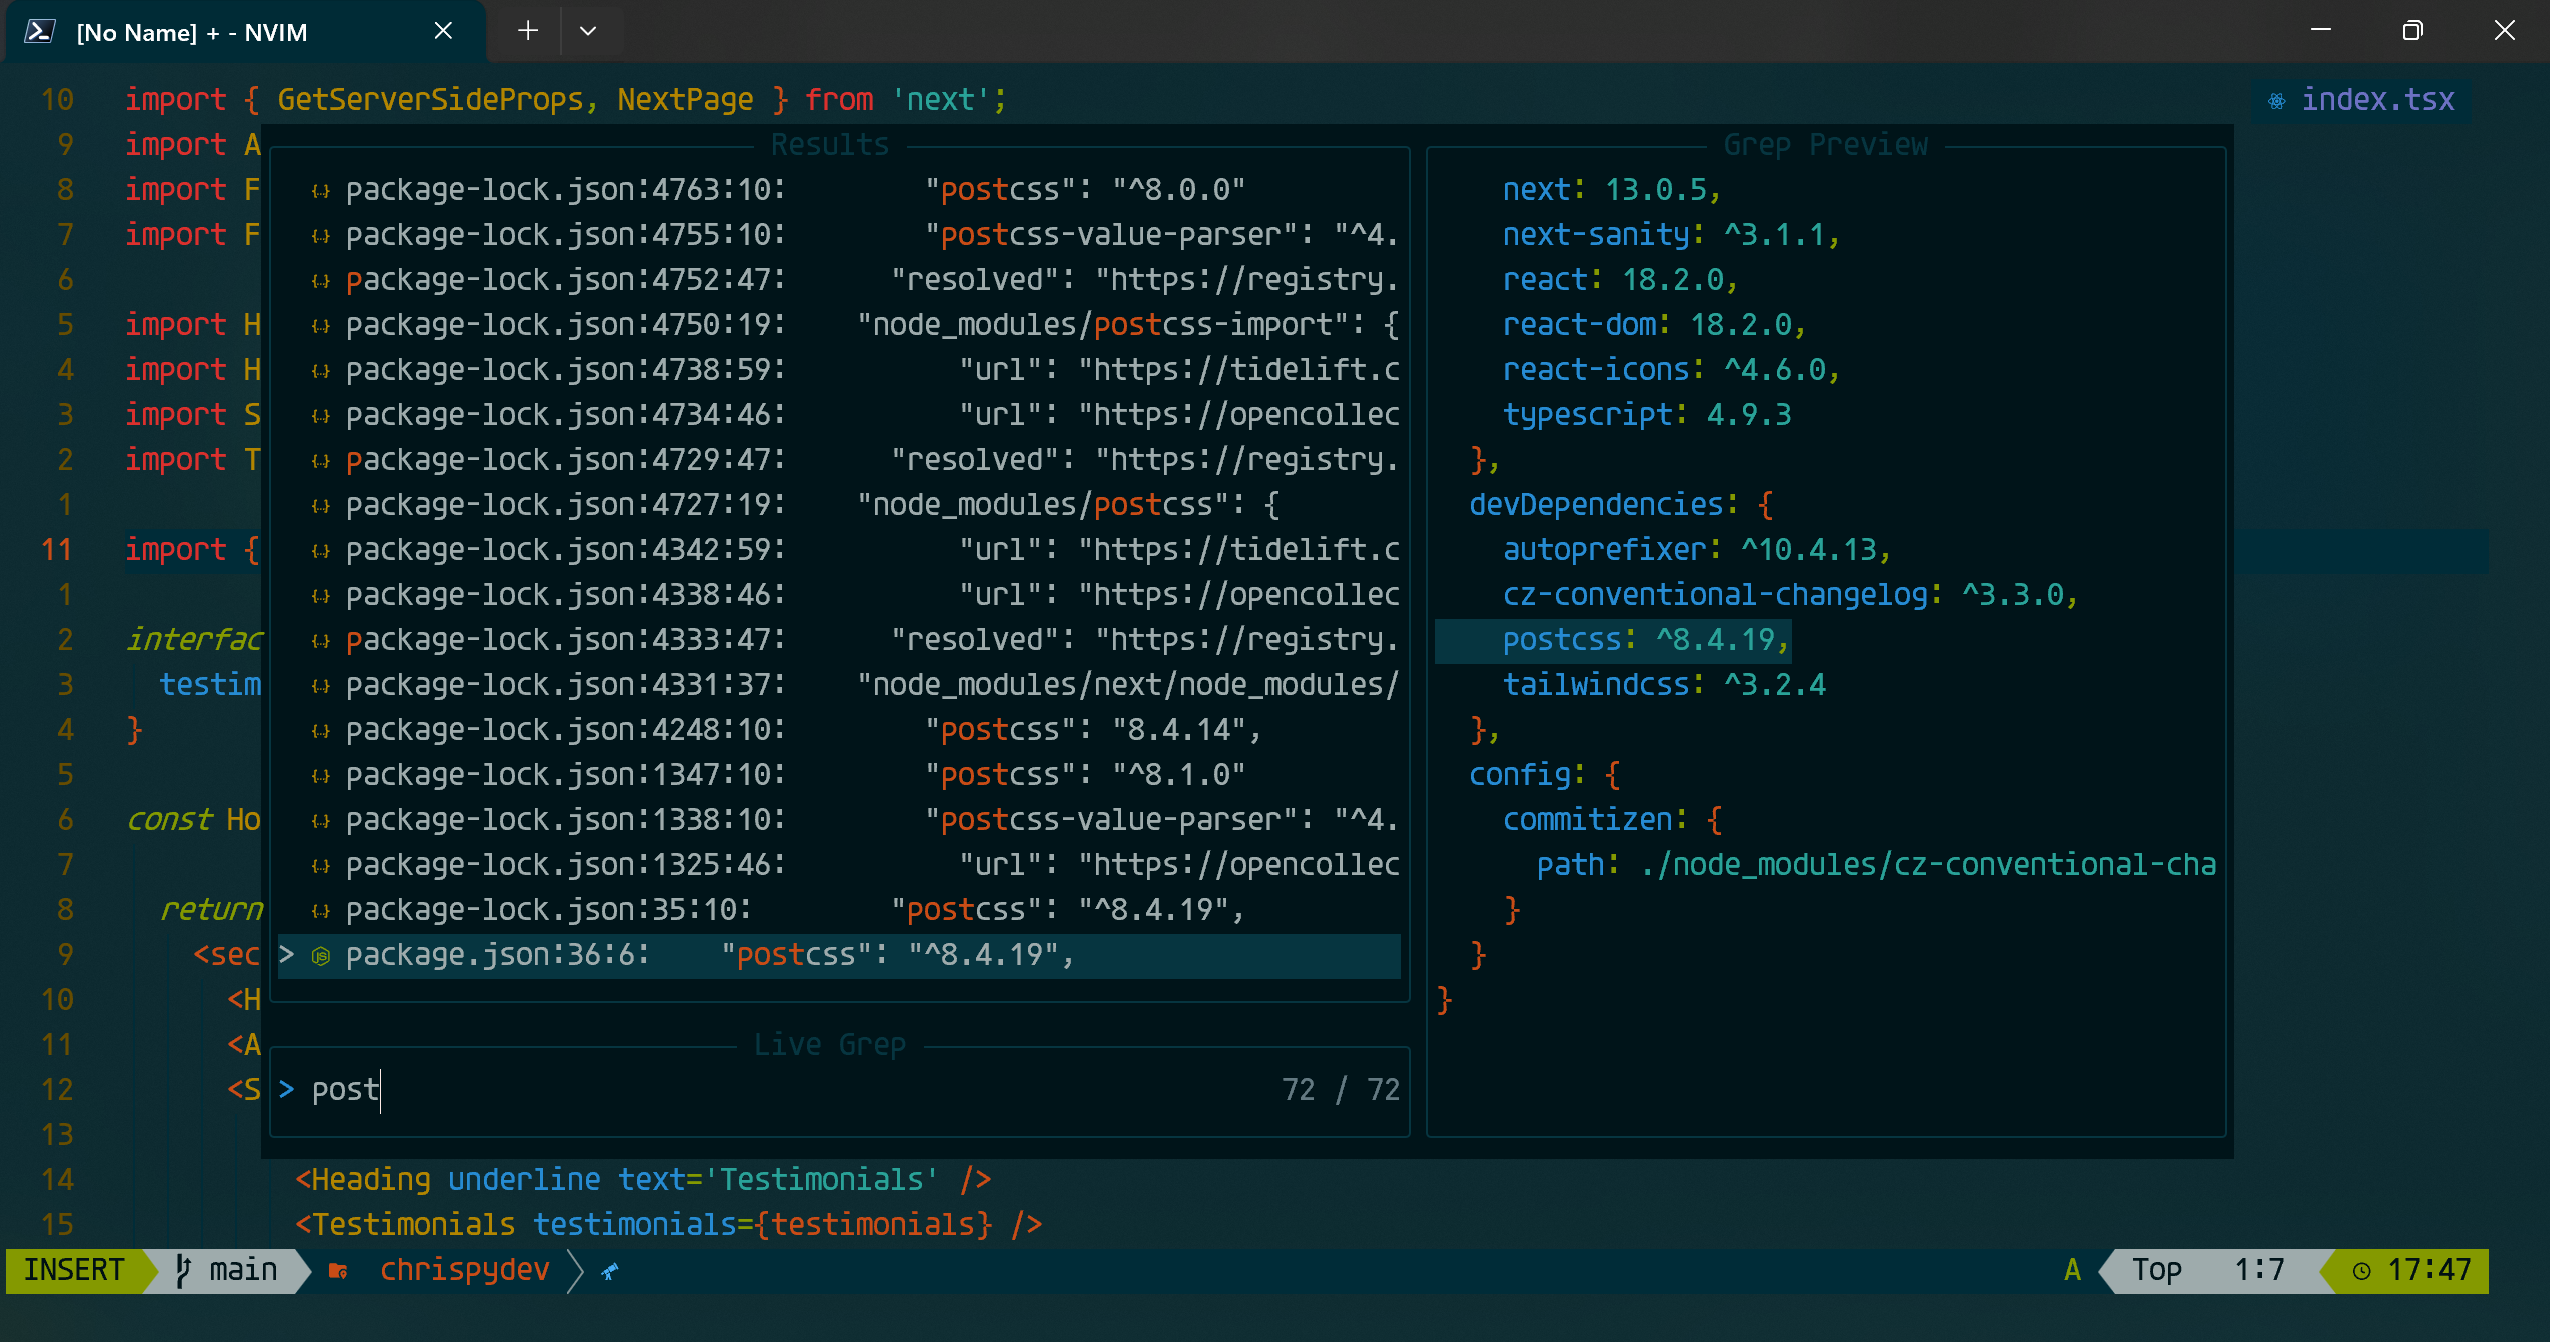 [No Name] + - NVIM
10 import { GetServerSideProps, NextPage } from 'next';
index.tsx
9 import A
8 import F
7 import F
6
5 import H
4 import H
3 import S
2 import T
1
11 import {
1
2 interfac
3 testim
4 }
5
6 const Ho
7
8 return
9 <sec
10 <H
11 <A
12 <S
13
14 <Heading underline text='Testimonials' />
15 <Testimonials testimonials={testimonials} />
Results
{..} package-lock.json:4763:10: "postcss": "^8.0.0"
{..} package-lock.json:4755:10: "postcss-value-parser": "^4.
{..} package-lock.json:4752:47: "resolved": "https://registry.
{..} package-lock.json:4750:19: "node_modules/postcss-import": {
{..} package-lock.json:4738:59: "url": "https://tidelift.c
{..} package-lock.json:4734:46: "url": "https://opencollec
{..} package-lock.json:4729:47: "resolved": "https://registry.
{..} package-lock.json:4727:19: "node_modules/postcss": {
{..} package-lock.json:4342:59: "url": "https://tidelift.c
{..} package-lock.json:4338:46: "url": "https://opencollec
{..} package-lock.json:4333:47: "resolved": "https://registry.
{..} package-lock.json:4331:37: "node_modules/next/node_modules/
{..} package-lock.json:4248:10: "postcss": "8.4.14",
{..} package-lock.json:1347:10: "postcss": "^8.1.0"
{..} package-lock.json:1338:10: "postcss-value-parser": "^4.
{..} package-lock.json:1325:46: "url": "https://opencollec
{..} package-lock.json:35:10: "postcss": "^8.4.19",
> JS package.json:36:6: "postcss": "^8.4.19",
Live Grep
> post 72 / 72
Grep Preview
next: 13.0.5,
next-sanity: ^3.1.1,
react: 18.2.0,
react-dom: 18.2.0,
react-icons: ^4.6.0,
typescript: 4.9.3
},
devDependencies: {
autoprefixer: ^10.4.13,
cz-conventional-changelog: ^3.3.0,
postcss: ^8.4.19,
tailwindcss: ^3.2.4
},
config: {
commitizen: {
path: ./node_modules/cz-conventional-cha
}
}
}
INSERT main chrispydev A Top 1:7 17:47